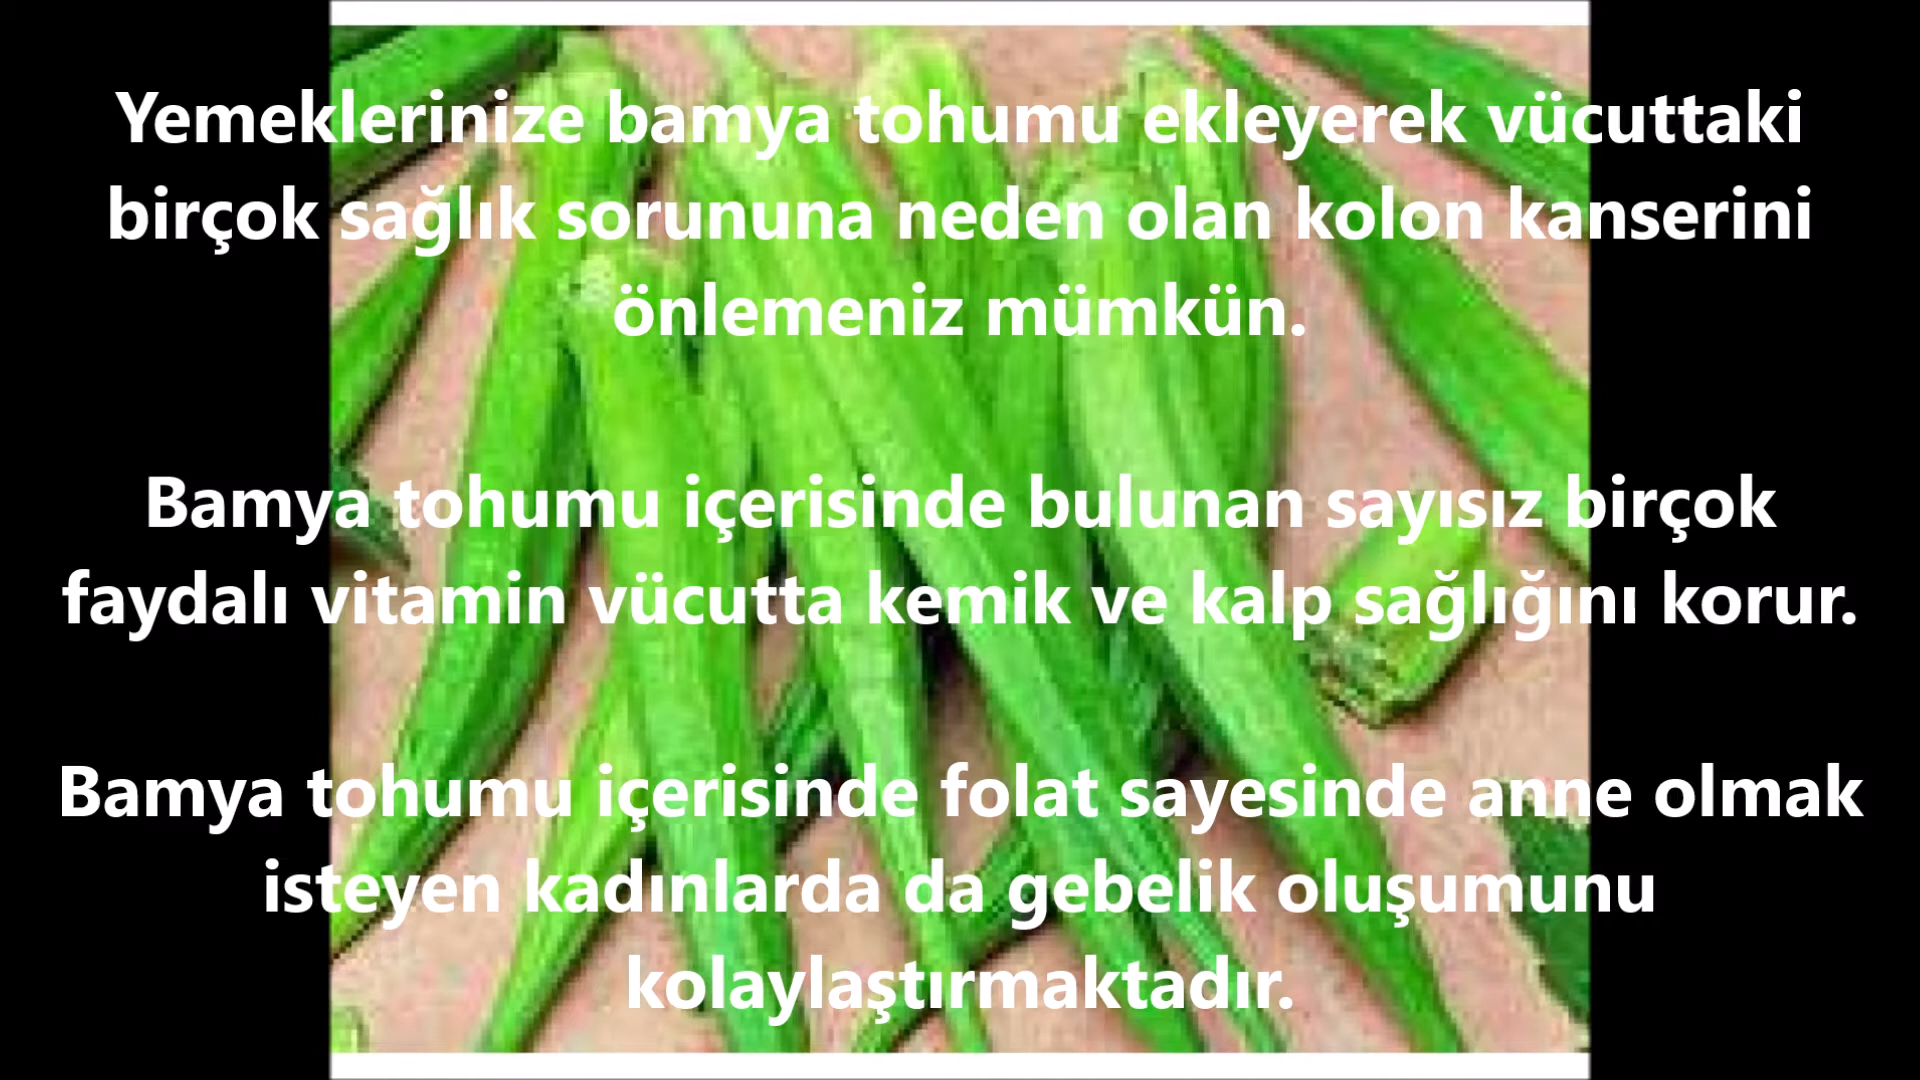 Yemeklerinize bamya tohumu ekleyerek vücuttaki
birçok sağlık sorununa neden olan kolon kanserini
önlemeniz mümkün.
Bamya tohumu içerisinde bulunan sayısız birçok
faydalı vitamin vücutta kemik ve kalp sağlığını korur.
Bamya tohumu içerisinde folat sayesinde anne olmak
isteyen kadınlarda da gebelik oluşumunu
kolaylaştırmaktadır.